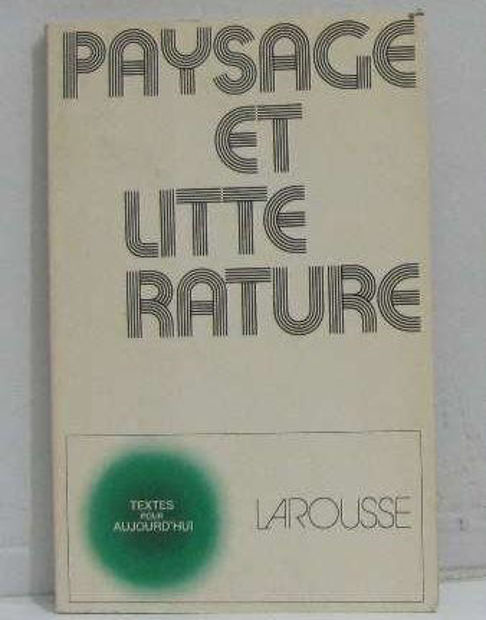 PAYSAGE
ET
LITTE
RATURE
TEXTES
POUR
AUJOURD'HUI
LAROUSSE